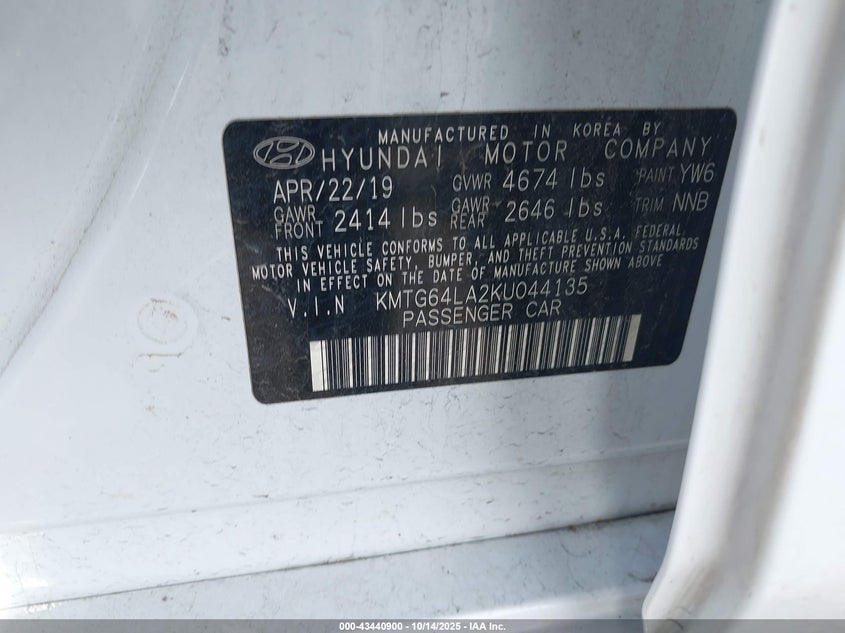 MANUFACTURED IN KOREA BY
HYUNDAI MOTOR COMPANY
APR/22/19 GVWR 4674 lbs PAINT YW6
GAWR FRONT 2414 lbs GAWR REAR 2646 lbs TRIM NNB
THIS VEHICLE CONFORMS TO ALL APPLICABLE U.S.A. FEDERAL
MOTOR VEHICLE SAFETY, BUMPER, AND THEFT PREVENTION STANDARDS
IN EFFECT ON THE DATE OF MANUFACTURE SHOWN ABOVE
V.I.N KMTG64LA2KU044135
PASSENGER CAR
000-43440900 - 10/14/2025 - IAA Inc.